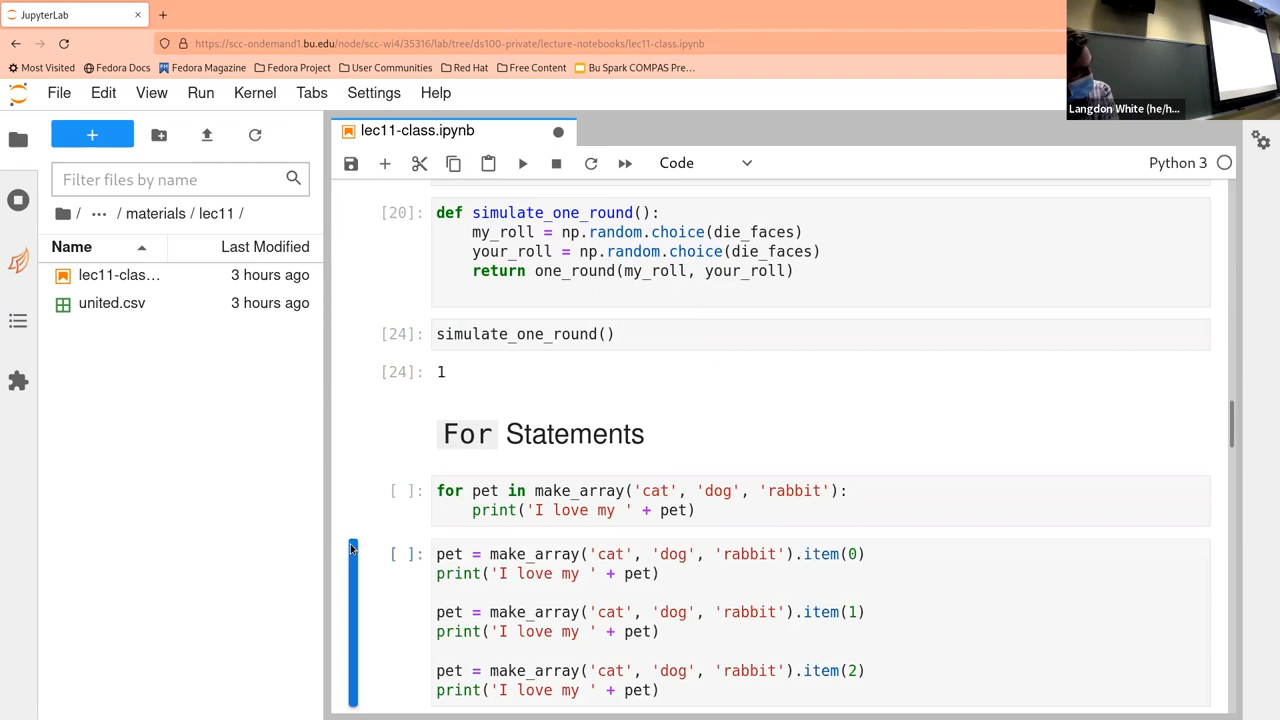 JupyterLab
https://scc-ondemand1.bu.edu/node/scc-wi4/35316/lab/tree/ds100-private/lecture-notebooks/lec11-class.ipynb
Most Visited Fedora Docs Fedora Magazine Fedora Project User Communities Red Hat Free Content Bu Spark COMPAS Pre…
Langdon White (he/h...
File Edit View Run Kernel Tabs Settings Help
lec11-class.ipynb
Code
Python 3
Filter files by name
/ ··· / materials / lec11 /
Name Last Modified
lec11-clas… 3 hours ago
united.csv 3 hours ago
[20]: def simulate_one_round():
my_roll = np.random.choice(die_faces)
your_roll = np.random.choice(die_faces)
return one_round(my_roll, your_roll)
[24]: simulate_one_round()
[24]: 1
For Statements
[ ]: for pet in make_array('cat', 'dog', 'rabbit'):
print('I love my ' + pet)
[ ]: pet = make_array('cat', 'dog', 'rabbit').item(0)
print('I love my ' + pet)
pet = make_array('cat', 'dog', 'rabbit').item(1)
print('I love my ' + pet)
pet = make_array('cat', 'dog', 'rabbit').item(2)
print('I love my ' + pet)